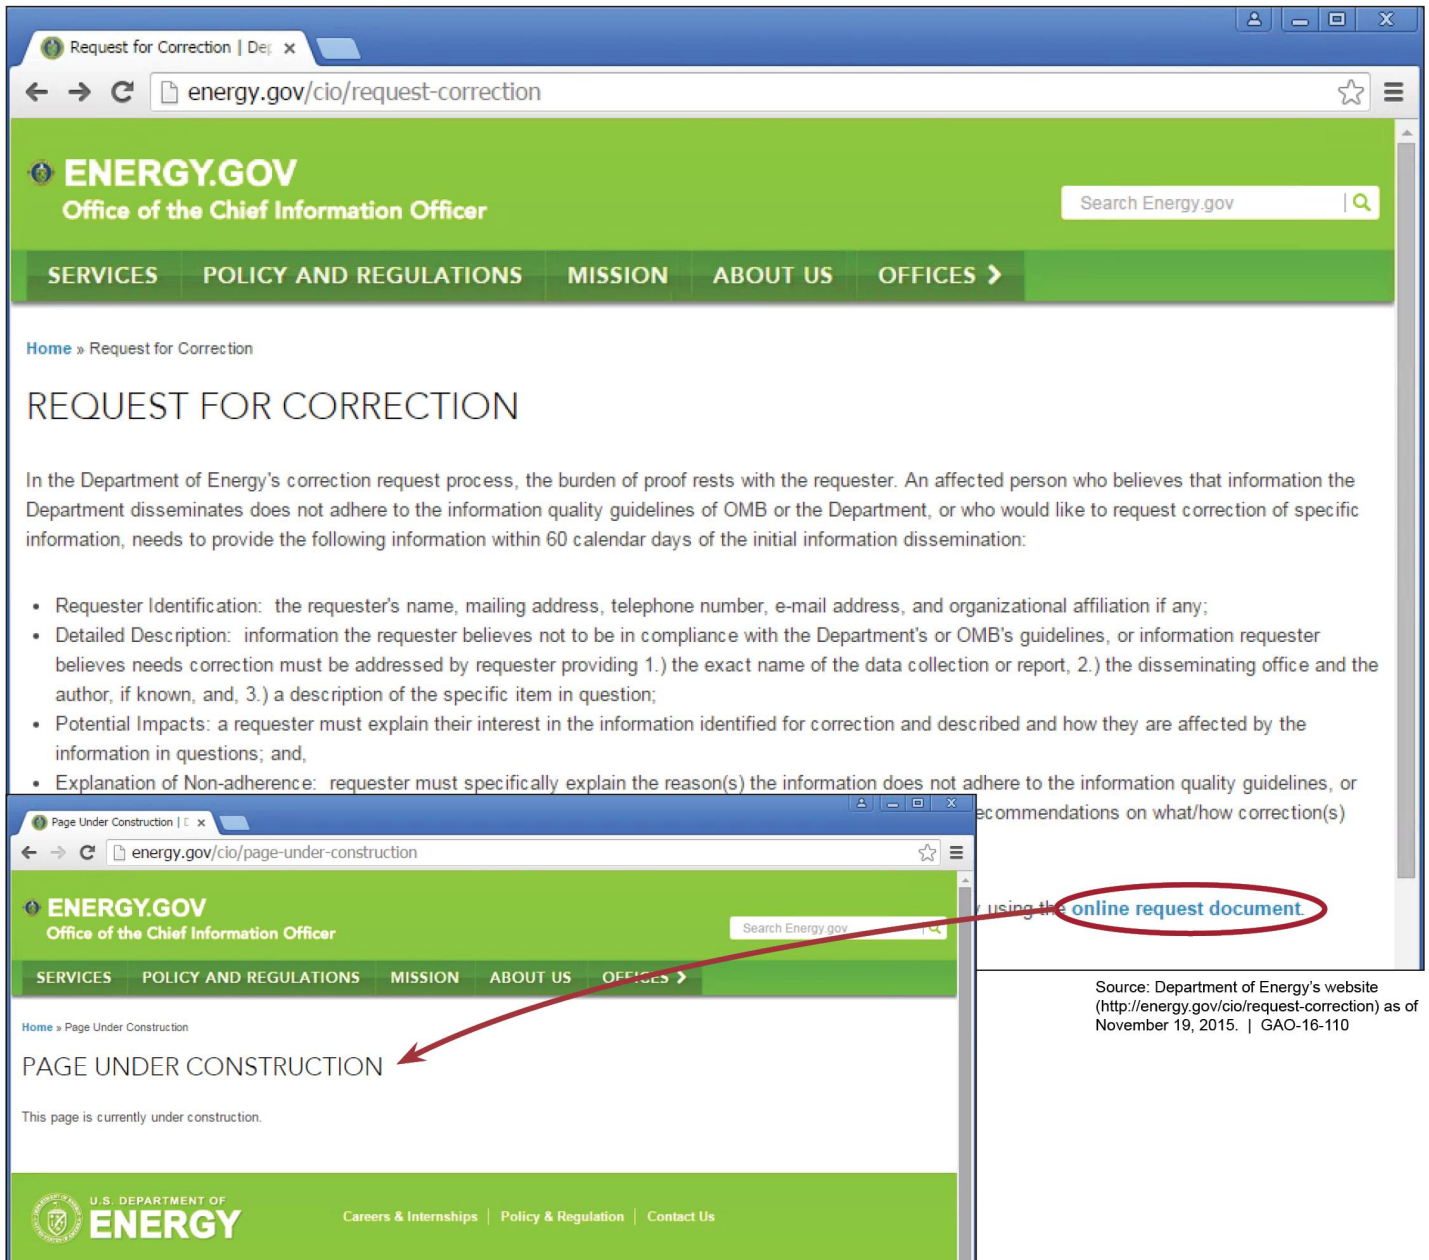 Request for Correction | Dep
energy.gov/cio/request-correction
ENERGY.GOV
Office of the Chief Information Officer
Search Energy.gov
SERVICES POLICY AND REGULATIONS MISSION ABOUT US OFFICES
Home » Request for Correction
REQUEST FOR CORRECTION
In the Department of Energy's correction request process, the burden of proof rests with the requester. An affected person who believes that information the
Department disseminates does not adhere to the information quality guidelines of OMB or the Department, or who would like to request correction of specific
information, needs to provide the following information within 60 calendar days of the initial information dissemination:
• Requester Identification: the requester's name, mailing address, telephone number, e-mail address, and organizational affiliation if any;
• Detailed Description: information the requester believes not to be in compliance with the Department's or OMB's guidelines, or information requester
believes needs correction must be addressed by requester providing 1.) the exact name of the data collection or report, 2.) the disseminating office and the
author, if known, and, 3.) a description of the specific item in question;
• Potential Impacts: a requester must explain their interest in the information identified for correction and described and how they are affected by the
information in questions; and,
• Explanation of Non-adherence: requester must specifically explain the reason(s) the information does not adhere to the information quality guidelines, or
ecommendations on what/how correction(s)
using the online request document.
Page Under Construction |
energy.gov/cio/page-under-construction
ENERGY.GOV
Office of the Chief Information Officer
Search Energy.gov
SERVICES POLICY AND REGULATIONS MISSION ABOUT US OFFICES
Home » Page Under Construction
PAGE UNDER CONSTRUCTION
This page is currently under construction.
U.S. DEPARTMENT OF
ENERGY
Careers & Internships | Policy & Regulation | Contact Us
Source: Department of Energy's website
(http://energy.gov/cio/request-correction) as of
November 19, 2015. | GAO-16-110